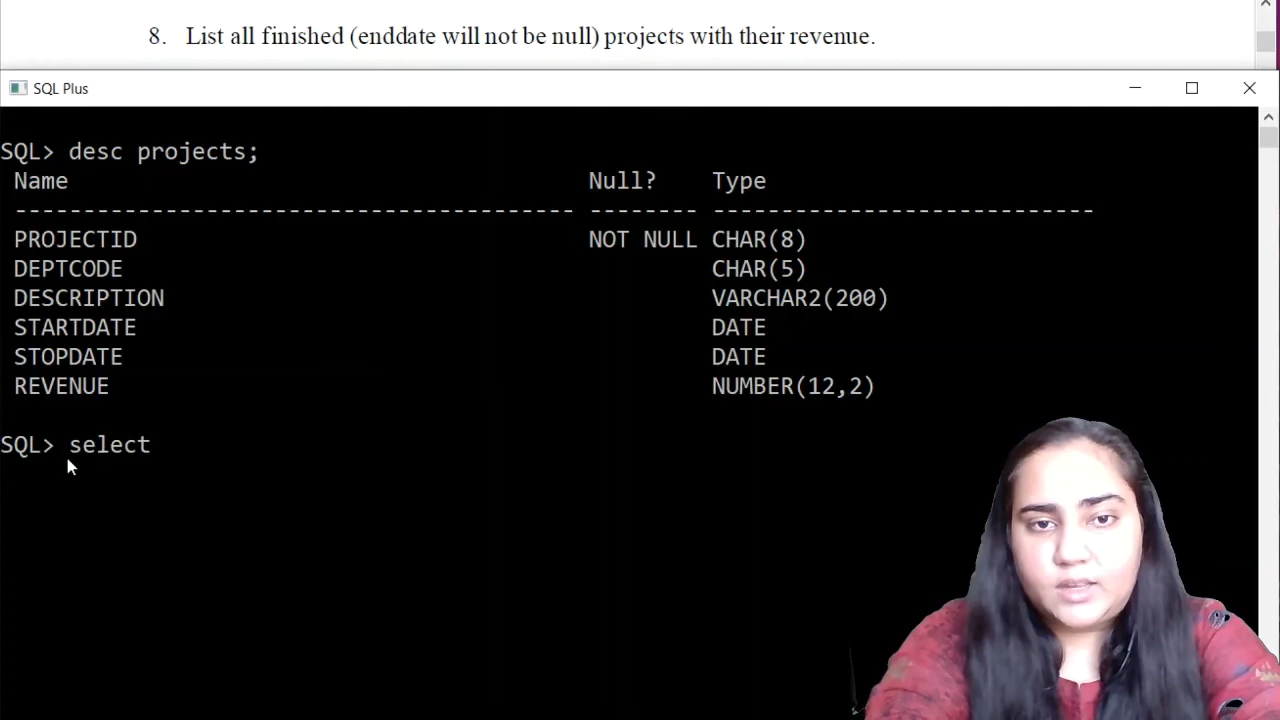 8. List all finished (enddate will not be null) projects with their revenue.
SQL Plus
SQL> desc projects;
Name Null? Type
----------------------------------------- -------- ----------------------------
PROJECTID NOT NULL CHAR(8)
DEPTCODE CHAR(5)
DESCRIPTION VARCHAR2(200)
STARTDATE DATE
STOPDATE DATE
REVENUE NUMBER(12,2)
SQL> select